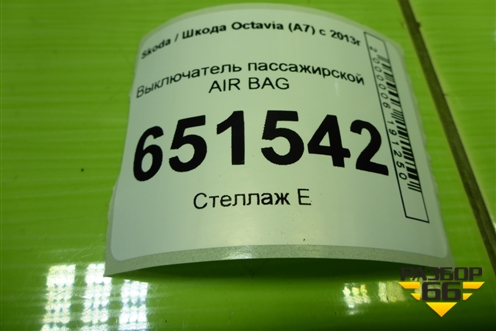 Skoda / Шкода Octavia (A7) с 2013г
Выключатель пассажирской
AIR BAG
651542
Стеллаж Е
РАЗБОР
66